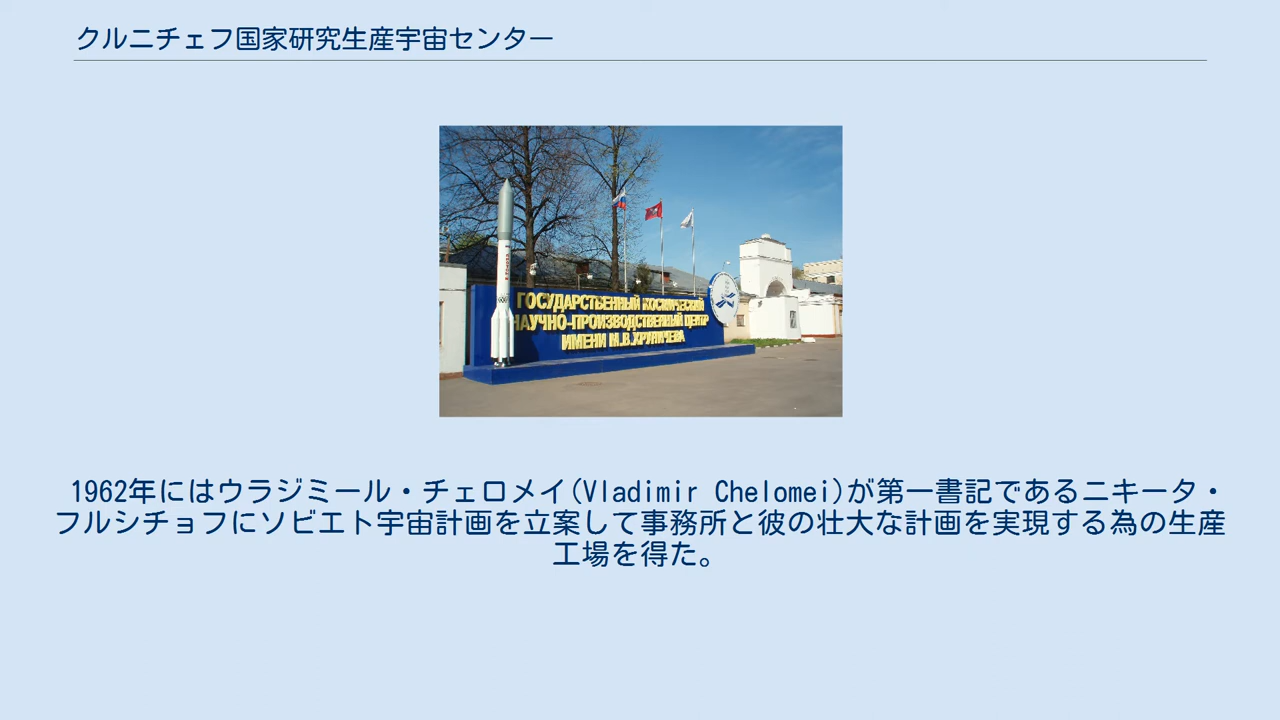 クルニチェフ国家研究生産宇宙センター
ГОСУДАРСТВЕННЫЙ КОСМИЧЕСКИЙ
НАУЧНО-ПРОИЗВОДСТВЕННЫЙ ЦЕНТР
ИМЕНИ М.В.ХРУНИЧЕВА
1962年にはウラジミール・チェロメイ(Vladimir Chelomei)が第一書記であるニキータ・
フルシチョフにソビエト宇宙計画を立案して事務所と彼の壮大な計画を実現する為の生産
工場を得た。